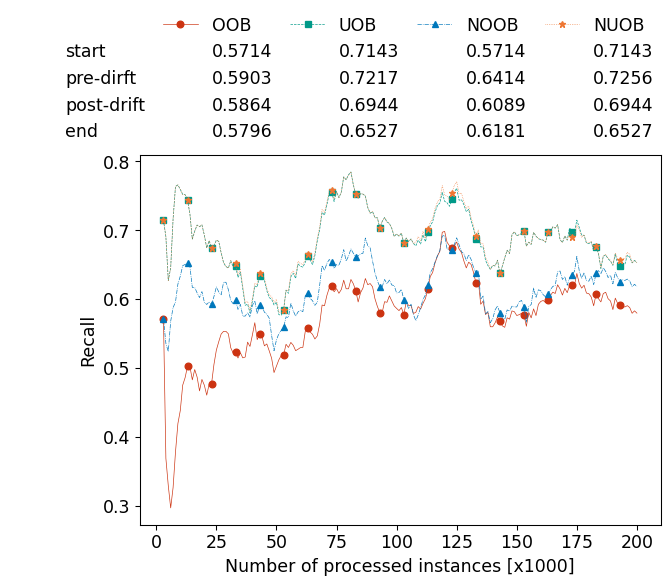 OOB UOB NOOB NUOB
start 0.5714 0.7143 0.5714 0.7143
pre-dirft 0.5903 0.7217 0.6414 0.7256
post-drift 0.5864 0.6944 0.6089 0.6944
end 0.5796 0.6527 0.6181 0.6527
0.8
0.7
0.6
0.5
0.4
0.3
Recall
0 25 50 75 100 125 150 175 200
Number of processed instances [x1000]